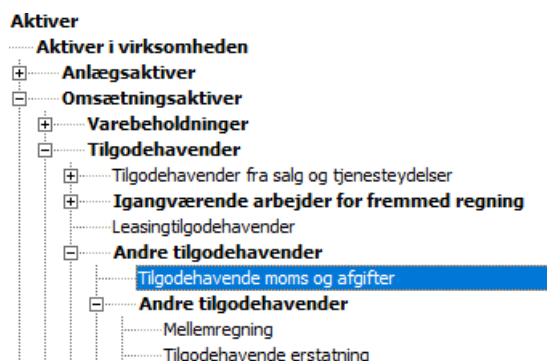 Aktiver
Aktiver i virksomheden
Anlægsaktiver
Omsætningsaktiver
Varebeholdninger
Tilgodehavender
Tilgodehavender fra salg og tjenesteydelser
Igangværende arbejder for fremmed regning
Leasingtilgodehavender
Andre tilgodehavender
Tilgodehavende moms og afgifter
Andre tilgodehavender
Mellemregning
Tilgodehavende erstatning